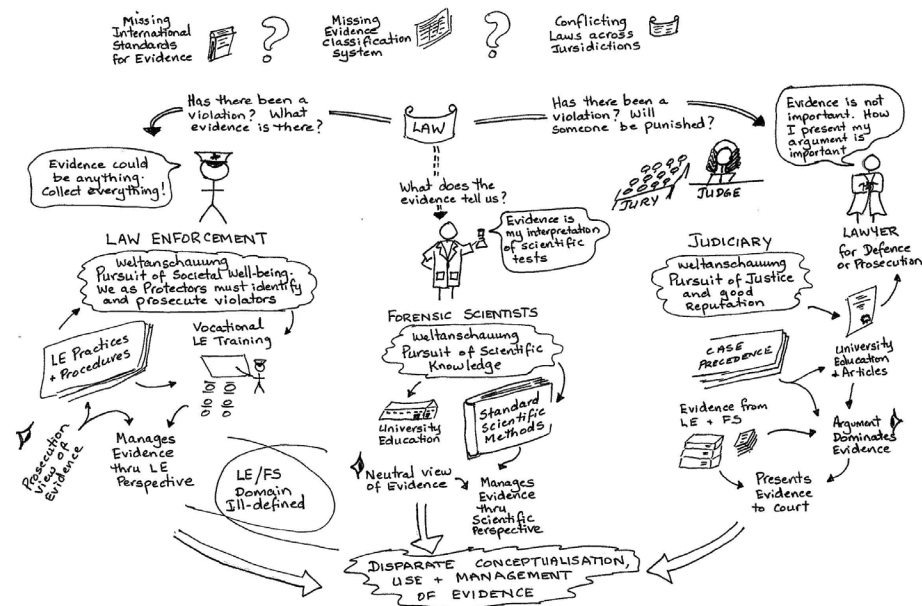 Missing
International
Standards
for Evidence
?
Missing
Evidence
classification
system
?
Conflicting
Laws across
Jursidictions
Has there been a
violation? What
evidence is there?
LAW
Has there been a
violation? Will
someone be punished?
Evidence is not
important. How
I present my
argument is
important
Evidence could
be anything.
Collect everything!
What does the
evidence tell us?
JURY
JUDGE
Evidence is
my interpretation
of scientific
tests
LAW ENFORCEMENT
Weltanschauung
Pursuit of Societal Well-being.
We as Protectors must identify
and prosecute violators
LE Practices
+ Procedures
Vocational
LE Training
Prosecution
view of
Evidence
Manages
Evidence
thru LE
Perspective
LE/FS
Domain
Ill-defined
FORENSIC SCIENTISTS
Weltanschauung
Pursuit of Scientific
Knowledge
University
Education
Standard
Scientific
Methods
Neutral view
of Evidence
Manages
Evidence
thru
Scientific
Perspective
JUDICIARY
Weltanschauung
Pursuit of Justice
and good
Reputation
LAWYER
for Defence
or Prosecution
CASE
PRECEDENCE
University
Education
+ Articles
Evidence from
LE + FS
Argument
Dominates
Evidence
Presents
Evidence
to Court
DISPARATE CONCEPTUALISATION,
USE + MANAGEMENT
OF EVIDENCE